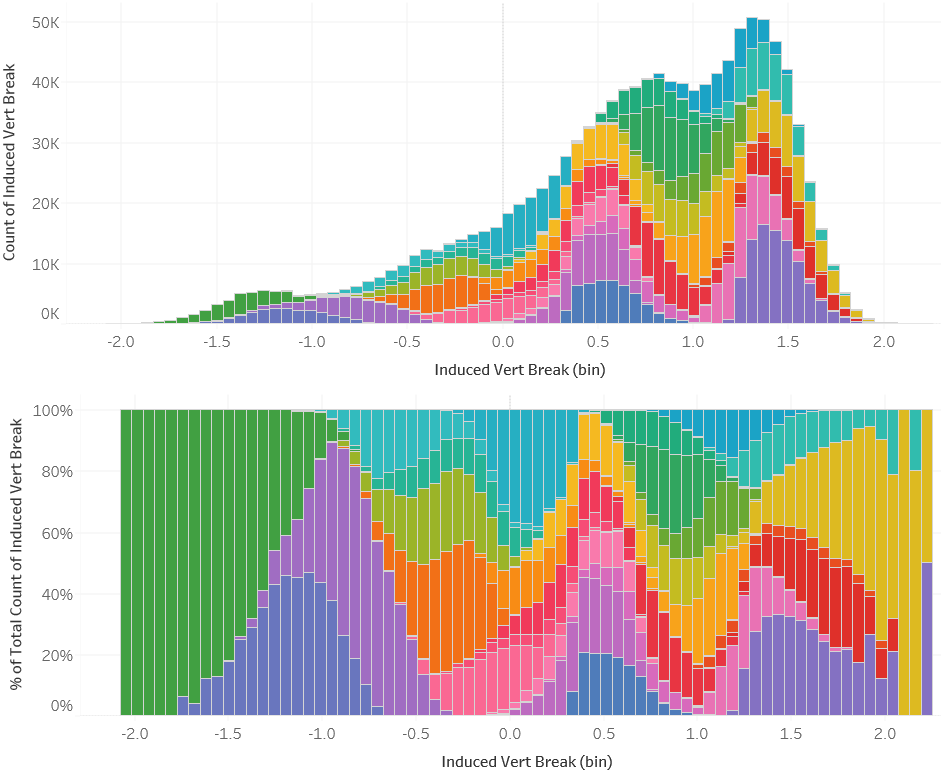 50K
40K
30K
20K
10K
0K
Count of Induced Vert Break
-2.0 -1.5 -1.0 -0.5 0.0 0.5 1.0 1.5 2.0
Induced Vert Break (bin)
100%
80%
60%
40%
20%
0%
% of Total Count of Induced Vert Break
-2.0 -1.5 -1.0 -0.5 0.0 0.5 1.0 1.5 2.0
Induced Vert Break (bin)